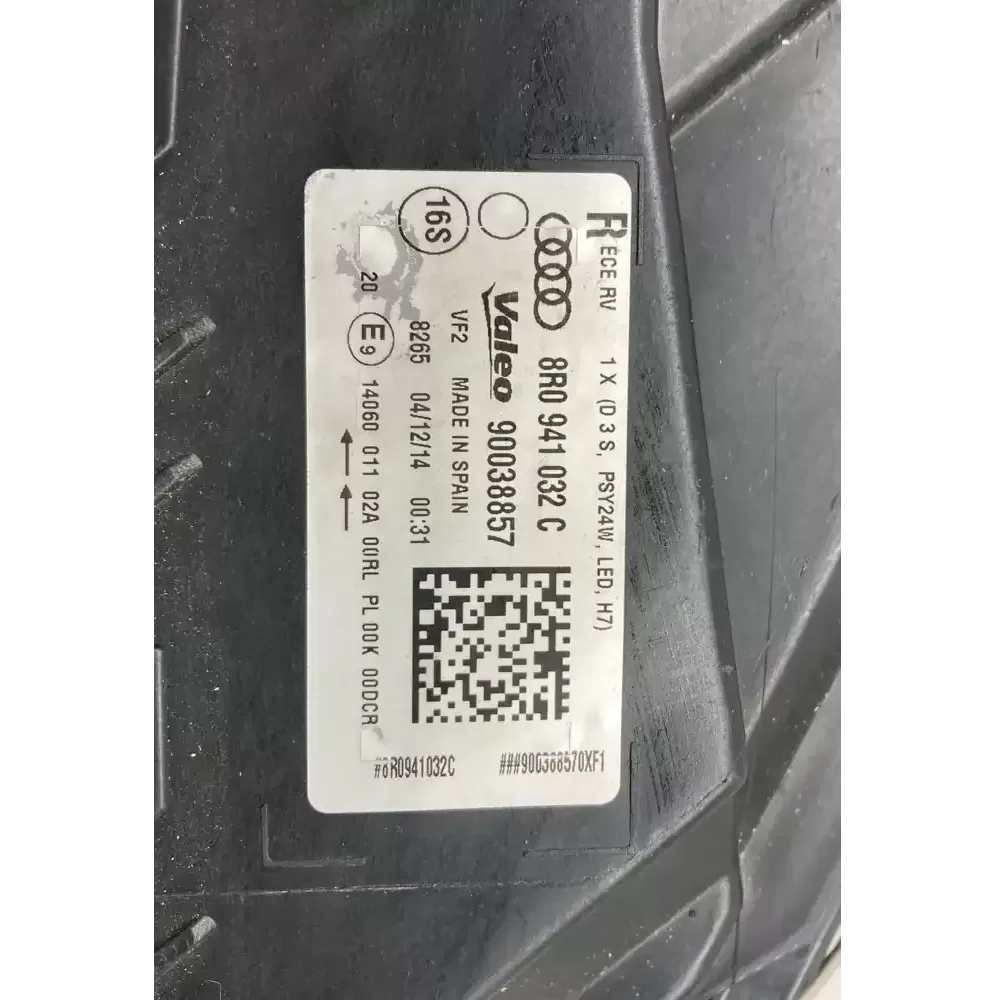 R ECE RV 1 X (D3S, PSY24W, LED, H7)
8R0 941 032 C
Valeo 90038857
16S VF2 MADE IN SPAIN
8265 04/12/14 00:31
20 E9 14060 011 02A 00RL PL 00K 00DCR
###900388570XF1
#8R0941032C